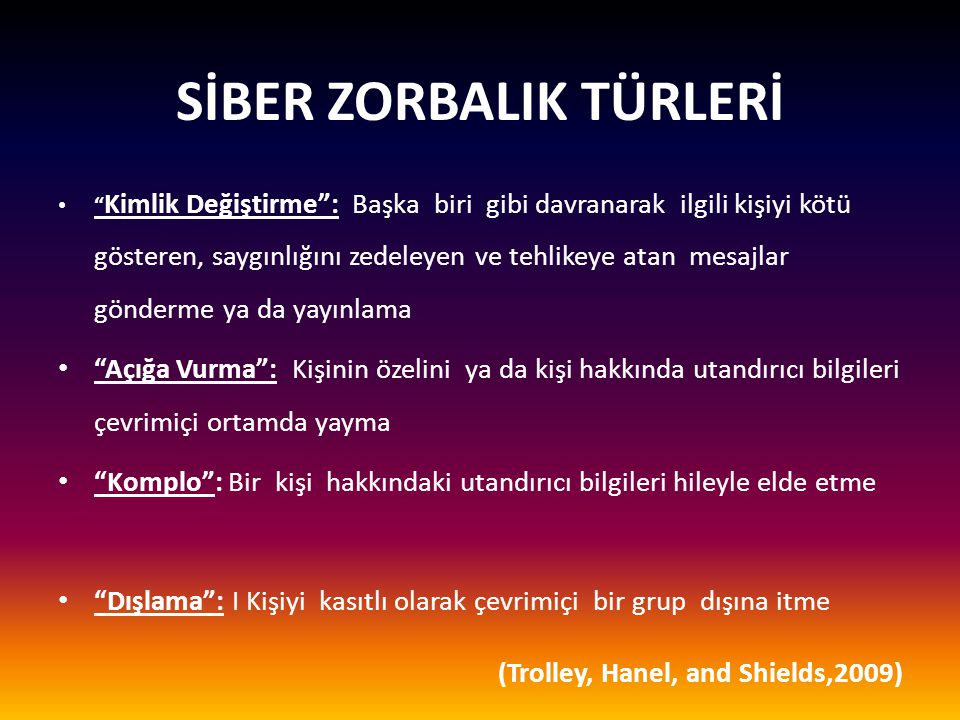 SİBER ZORBALIK TÜRLERİ
• “Kimlik Değiştirme”: Başka biri gibi davranarak ilgili kişiyi kötü
gösteren, saygınlığını zedeleyen ve tehlikeye atan mesajlar
gönderme ya da yayınlama
• “Açığa Vurma”: Kişinin özelini ya da kişi hakkında utandırıcı bilgileri
çevrimiçi ortamda yayma
• “Komplo”: Bir kişi hakkındaki utandırıcı bilgileri hileyle elde etme
• “Dışlama”: I Kişiyi kasıtlı olarak çevrimiçi bir grup dışına itme
(Trolley, Hanel, and Shields,2009)